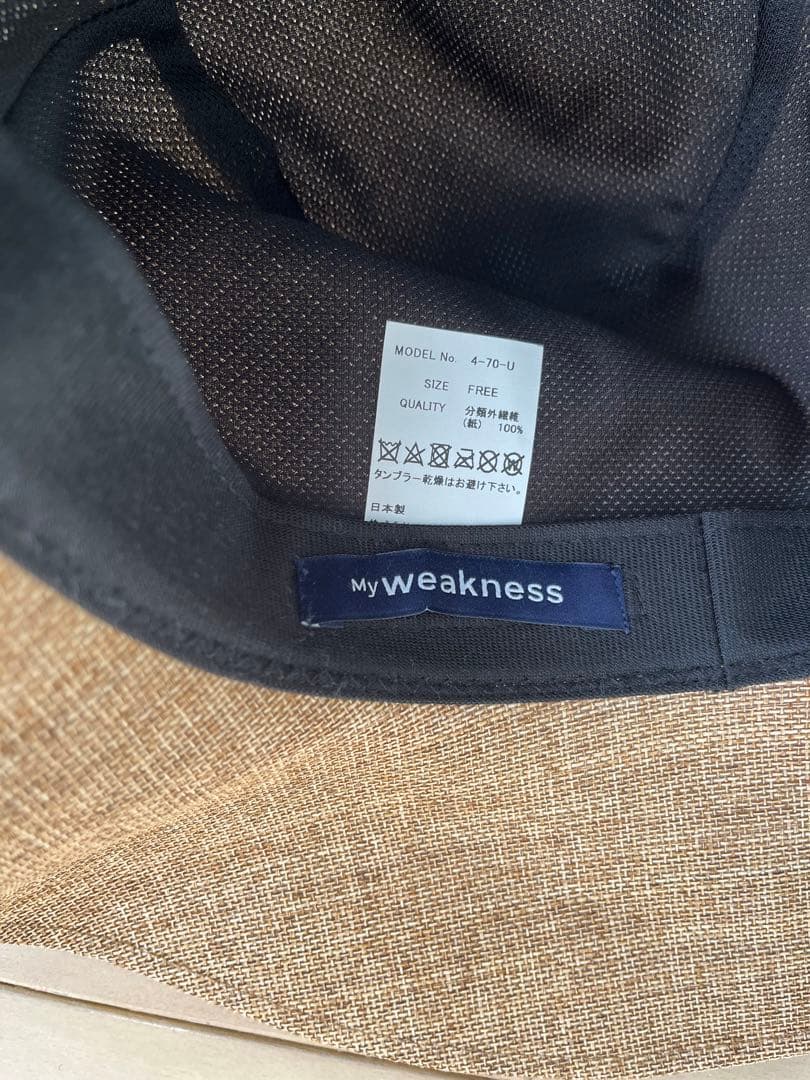 MODEL No. 4-70-U
SIZE FREE
QUALITY 分類外繊維
(紙) 100%
タンブラー乾燥はお避け下さい。
日本製
My weakness